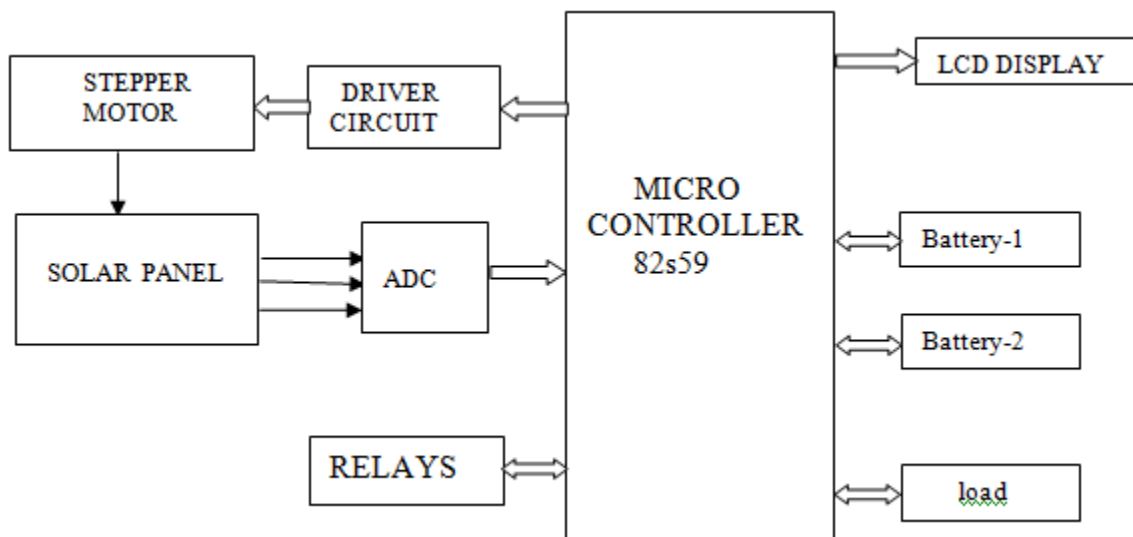 STEPPER
MOTOR
DRIVER
CIRCUIT
LCD DISPLAY
MICRO
CONTROLLER
82s59
SOLAR PANEL
ADC
Battery-1
Battery-2
RELAYS
load